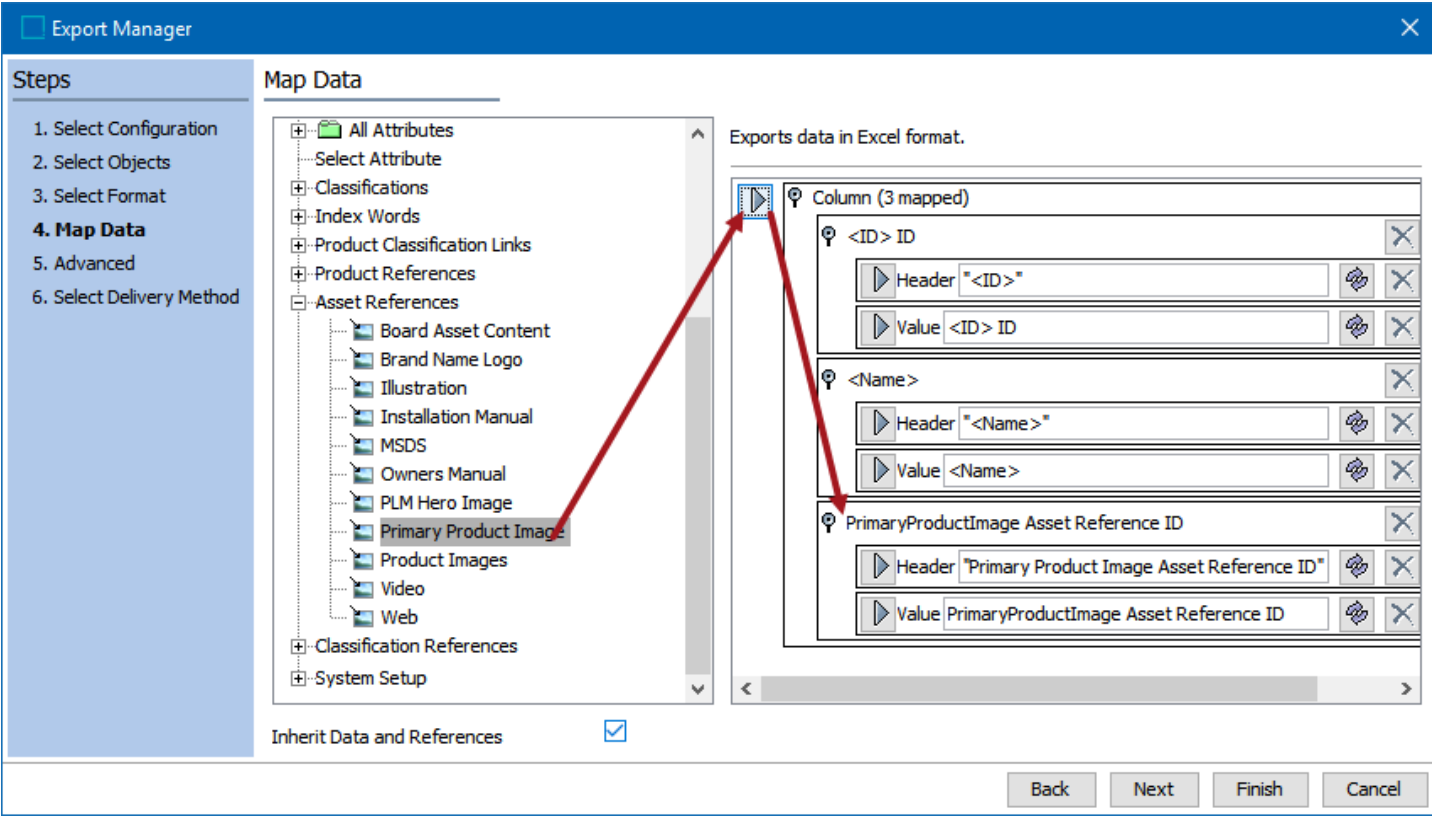 Export Manager
Steps
1. Select Configuration
2. Select Objects
3. Select Format
4. Map Data
5. Advanced
6. Select Delivery Method
Map Data
All Attributes
Select Attribute
Classifications
Index Words
Product Classification Links
Product References
Asset References
Board Asset Content
Brand Name Logo
Illustration
Installation Manual
MSDS
Owners Manual
PLM Hero Image
Primary Product Image
Product Images
Video
Web
Classification References
System Setup
Inherit Data and References
Exports data in Excel format.
Column (3 mapped)
<ID> ID
Header "<ID>"
Value <ID> ID
<Name>
Header "<Name>"
Value <Name>
PrimaryProductImage Asset Reference ID
Header "Primary Product Image Asset Reference ID"
Value PrimaryProductImage Asset Reference ID
Back Next Finish Cancel